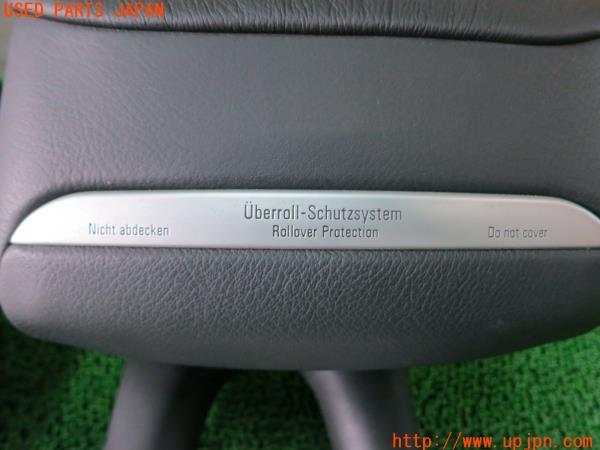 USED PARTS JAPAN
Überroll-Schutzsystem
Nicht abdecken Rollover Protection Do not cover
http://www.upjpn.com/